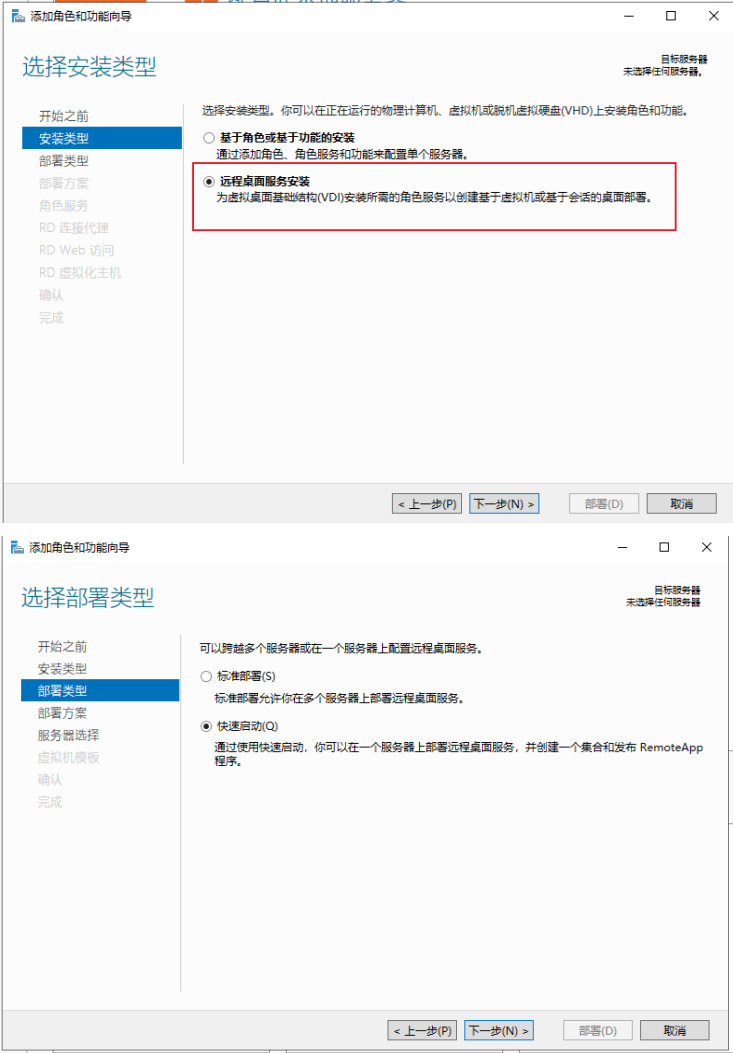 添加角色和功能向导
选择安装类型
目标服务器
未选择任何服务器。
开始之前
安装类型
部署类型
部署方案
角色服务
RD 连接代理
RD Web 访问
RD 虚拟化主机
确认
完成
选择安装类型。你可以在正在运行的物理计算机、虚拟机或脱机虚拟硬盘(VHD)上安装角色和功能。
基于角色或基于功能的安装
通过添加角色、角色服务和功能来配置单个服务器。
远程桌面服务安装
为虚拟桌面基础结构(VDI)安装所需的角色服务以创建基于虚拟机或基于会话的桌面部署。
< 上一步(P)
下一步(N) >
部署(D)
取消
添加角色和功能向导
选择部署类型
目标服务器
未选择任何服务器
开始之前
安装类型
部署类型
部署方案
服务器选择
虚拟机模板
确认
完成
可以跨越多个服务器或在一个服务器上配置远程桌面服务。
标准部署(S)
标准部署允许你在多个服务器上部署远程桌面服务。
快速启动(Q)
通过使用快速启动，你可以在一个服务器上部署远程桌面服务，并创建一个集合和发布 RemoteApp
程序。
< 上一步(P)
下一步(N) >
部署(D)
取消